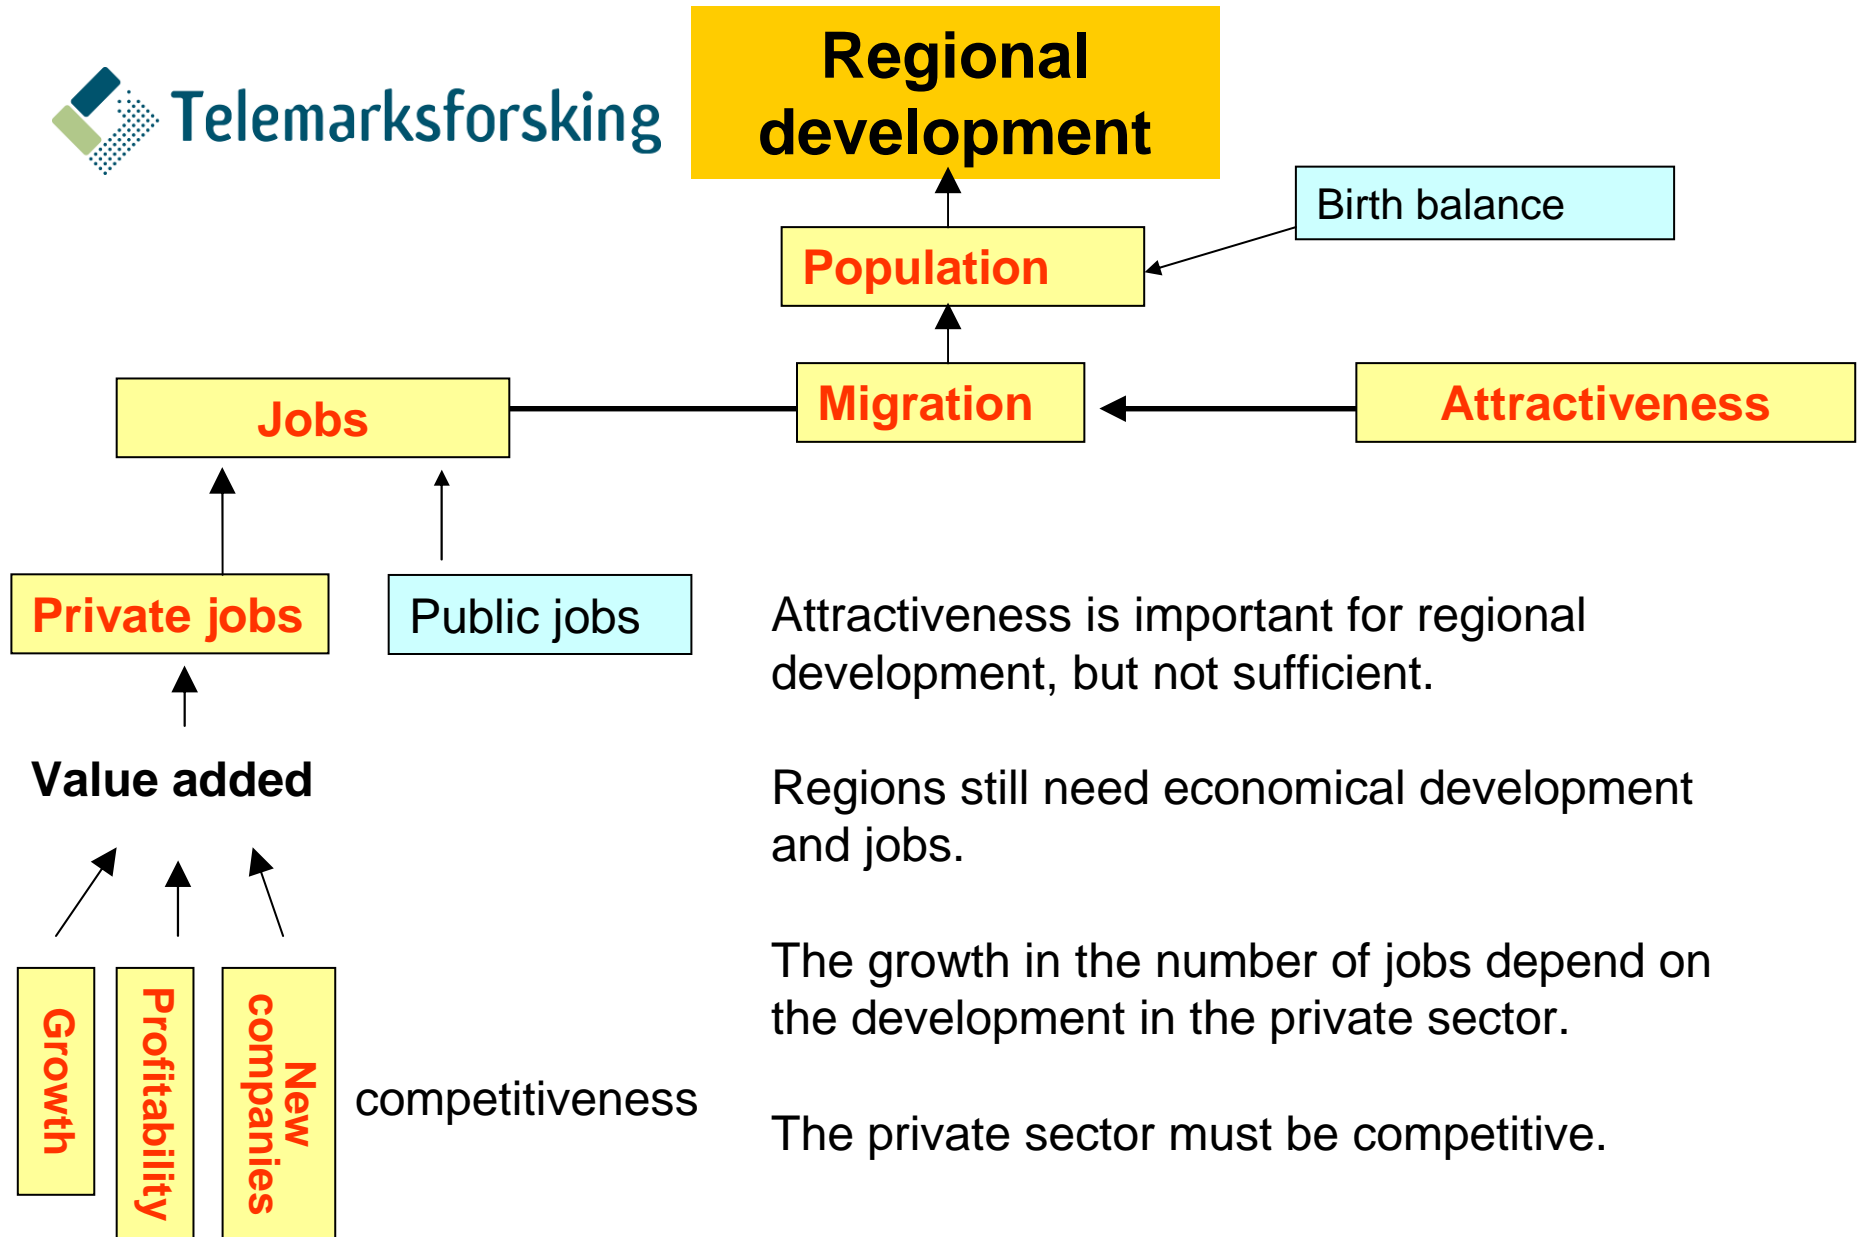 Telemarksforsking
Regional
development
Birth balance
Population
Jobs
Migration
Attractiveness
Private jobs
Public jobs
Value added
Growth
Profitability
New
companies
competitiveness
Attractiveness is important for regional
development, but not sufficient.
Regions still need economical development
and jobs.
The growth in the number of jobs depend on
the development in the private sector.
The private sector must be competitive.